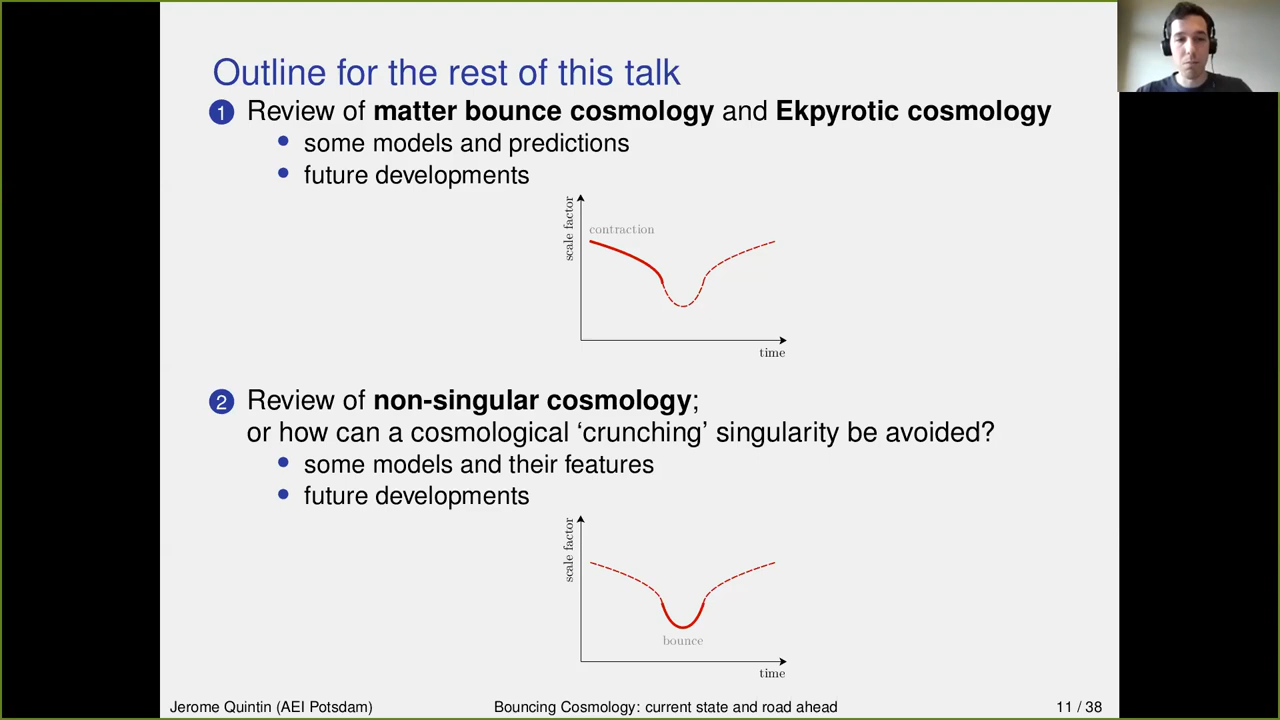 Outline for the rest of this talk
1 Review of matter bounce cosmology and Ekpyrotic cosmology
• some models and predictions
• future developments
scale factor
contraction
time
2 Review of non-singular cosmology;
or how can a cosmological ‘crunching’ singularity be avoided?
• some models and their features
• future developments
scale factor
bounce
time
Jerome Quintin (AEI Potsdam) Bouncing Cosmology: current state and road ahead 11 / 38